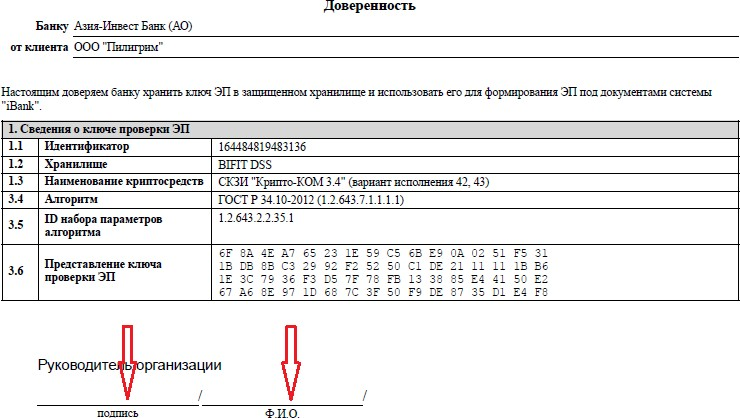 Доверенность
Банку Азия-Инвест Банк (АО)
от клиента ООО "Пилигрим"
Настоящим доверяем банку хранить ключ ЭП в защищенном хранилище и использовать его для формирования ЭП под документами системы
"iBank".
1. Сведения о ключе проверки ЭП
1.1 Идентификатор 164484819483136
1.2 Хранилище BIFIT DSS
1.3 Наименование криптосредств СКЗИ "Крипто-КОМ 3.4" (вариант исполнения 42, 43)
3.4 Алгоритм ГОСТ Р 34.10-2012 (1.2.643.7.1.1.1.1)
3.5 ID набора параметров алгоритма 1.2.643.2.2.35.1
3.6 Представление ключа проверки ЭП
6F 8A 4E A7 65 23 1E 59 C5 6B E9 0A 02 51 F5 31
1B DB 8B C3 29 92 F2 52 50 C1 DE 21 11 11 1B B6
1E 3C 79 36 F3 D5 7F 78 FB 13 38 85 E4 41 50 E2
67 A6 8E 97 1D 68 7C 3F 50 F9 DE 87 35 D1 E4 F8
Руководитель организации
/ /
подпись Ф.И.О.